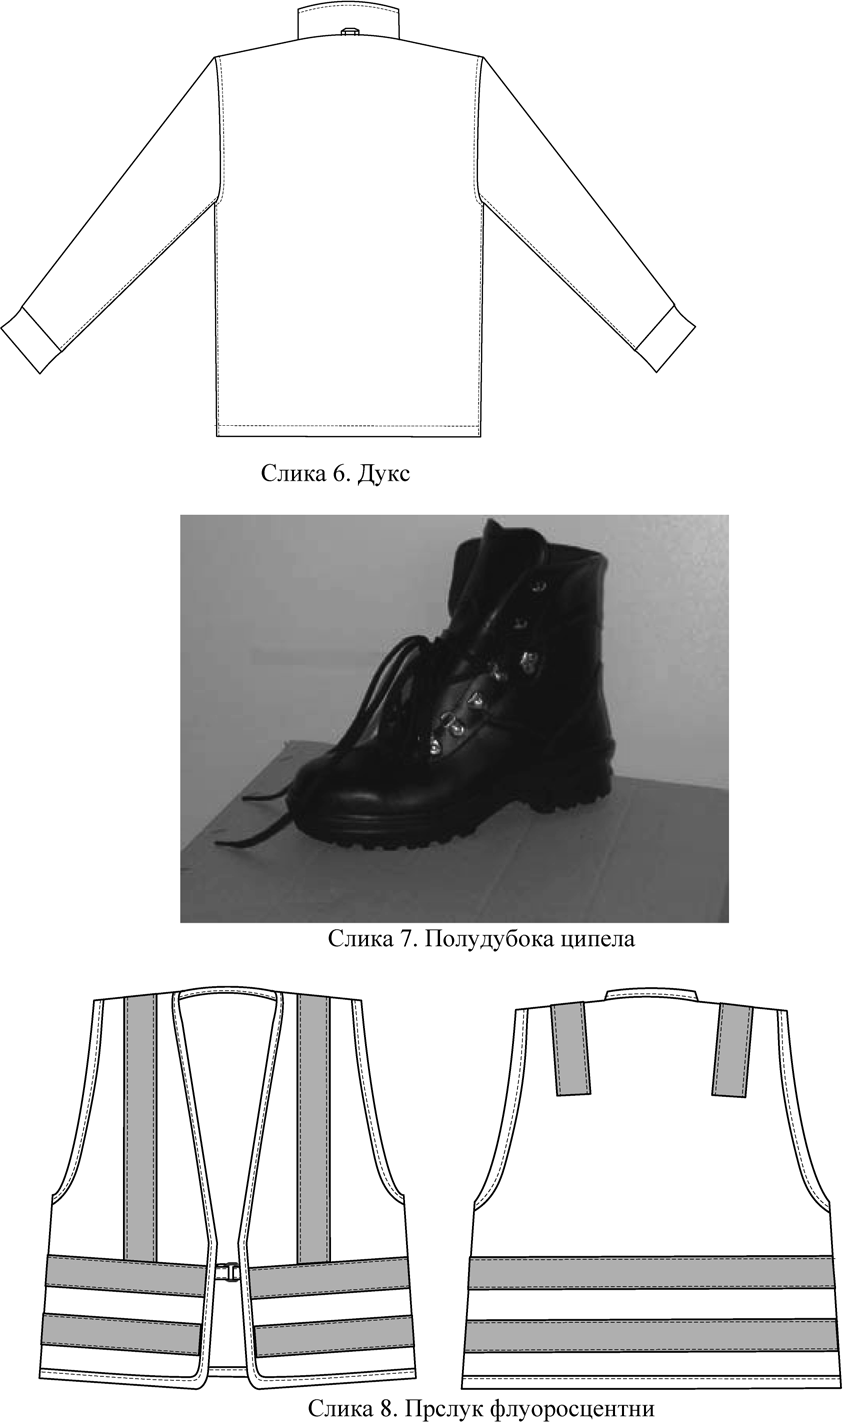 Слика 6. Дукс
Слика 7. Полудубока ципела
Слика 8. Прслук флуоросцентни